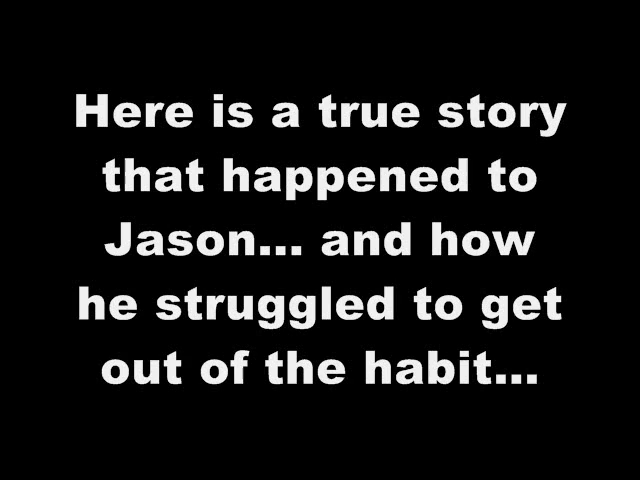 Here is a true story
that happened to
Jason... and how
he struggled to get
out of the habit...